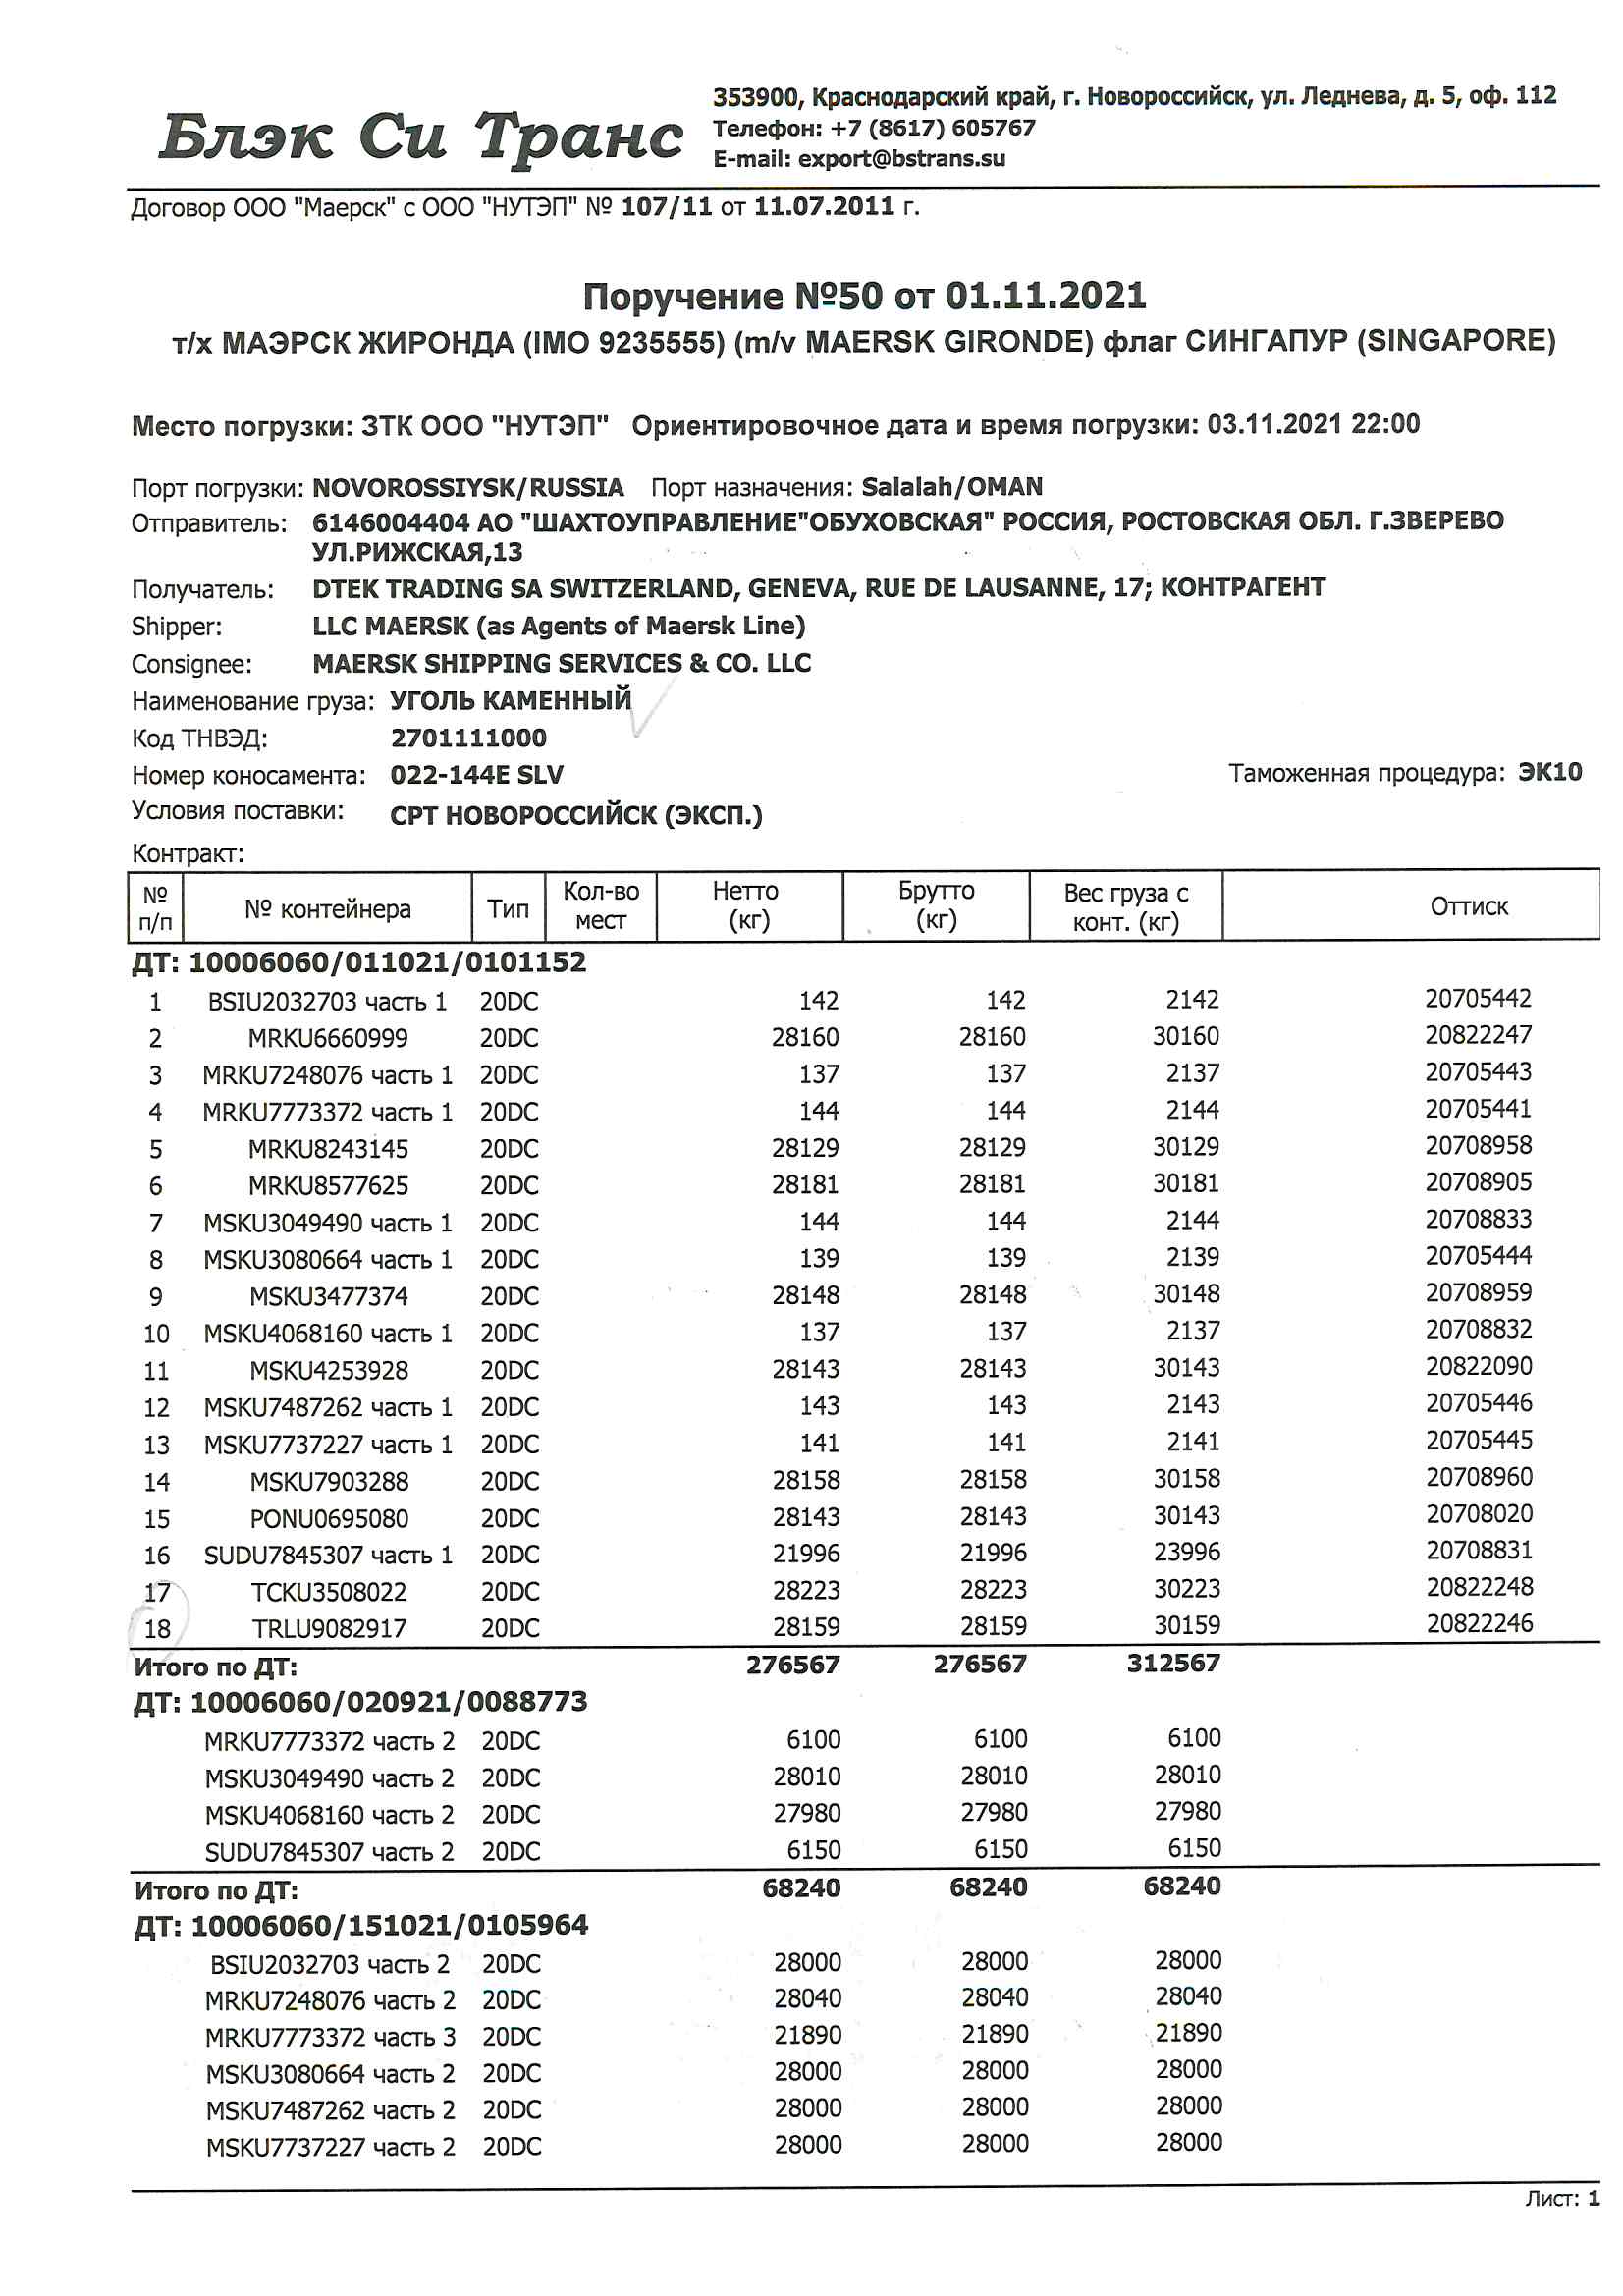 Блэк Си Транс
353900, Краснодарский край, г. Новороссийск, ул. Леднева, д. 5, оф. 112
Телефон: +7 (8617) 605767
E-mail: export@bstrans.su
Договор ООО "Маерск" с ООО "НУТЭП" № 107/11 от 11.07.2011 г.
Поручение №50 от 01.11.2021
т/х МАЭРСК ЖИРОНДА (IMO 9235555) (m/v MAERSK GIRONDE) флаг СИНГАПУР (SINGAPORE)
Место погрузки: ЗТК ООО "НУТЭП" Ориентировочное дата и время погрузки: 03.11.2021 22:00
Порт погрузки: NOVOROSSIYSK/RUSSIA Порт назначения: Salalah/OMAN
Отправитель: 6146004404 АО "ШАХТОУПРАВЛЕНИЕ"ОБУХОВСКАЯ" РОССИЯ, РОСТОВСКАЯ ОБЛ. Г.ЗВЕРЕВО
УЛ.РИЖСКАЯ,13
Получатель: DTEK TRADING SA SWITZERLAND, GENEVA, RUE DE LAUSANNE, 17; КОНТРАГЕНТ
Shipper: LLC MAERSK (as Agents of Maersk Line)
Consignee: MAERSK SHIPPING SERVICES & CO. LLC
Наименование груза: УГОЛЬ КАМЕННЫЙ
Код ТНВЭД: 2701111000
Номер коносамента: 022-144E SLV Таможенная процедура: ЭК10
Условия поставки: СРТ НОВОРОССИЙСК (ЭКСП.)
Контракт:
№ п/п № контейнера Тип Кол-во мест Нетто (кг) Брутто (кг) Вес груза с конт. (кг) Оттиск
ДТ: 10006060/011021/0101152
1 BSIU2032703 часть 1 20DC 142 142 2142 20705442
2 MRKU6660999 20DC 28160 28160 30160 20822247
3 MRKU7248076 часть 1 20DC 137 137 2137 20705443
4 MRKU7773372 часть 1 20DC 144 144 2144 20705441
5 MRKU8243145 20DC 28129 28129 30129 20708958
6 MRKU8577625 20DC 28181 28181 30181 20708905
7 MSKU3049490 часть 1 20DC 144 144 2144 20708833
8 MSKU3080664 часть 1 20DC 139 139 2139 20705444
9 MSKU3477374 20DC 28148 28148 30148 20708959
10 MSKU4068160 часть 1 20DC 137 137 2137 20708832
11 MSKU4253928 20DC 28143 28143 30143 20822090
12 MSKU7487262 часть 1 20DC 143 143 2143 20705446
13 MSKU7737227 часть 1 20DC 141 141 2141 20705445
14 MSKU7903288 20DC 28158 28158 30158 20708960
15 PONU0695080 20DC 28143 28143 30143 20708020
16 SUDU7845307 часть 1 20DC 21996 21996 23996 20708831
17 TCKU3508022 20DC 28223 28223 30223 20822248
18 TRLU9082917 20DC 28159 28159 30159 20822246
Итого по ДТ: 276567 276567 312567
ДТ: 10006060/020921/0088773
MRKU7773372 часть 2 20DC 6100 6100 6100
MSKU3049490 часть 2 20DC 28010 28010 28010
MSKU4068160 часть 2 20DC 27980 27980 27980
SUDU7845307 часть 2 20DC 6150 6150 6150
Итого по ДТ: 68240 68240 68240
ДТ: 10006060/151021/0105964
BSIU2032703 часть 2 20DC 28000 28000 28000
MRKU7248076 часть 2 20DC 28040 28040 28040
MRKU7773372 часть 3 20DC 21890 21890 21890
MSKU3080664 часть 2 20DC 28000 28000 28000
MSKU7487262 часть 2 20DC 28000 28000 28000
MSKU7737227 часть 2 20DC 28000 28000 28000
Лист: 1